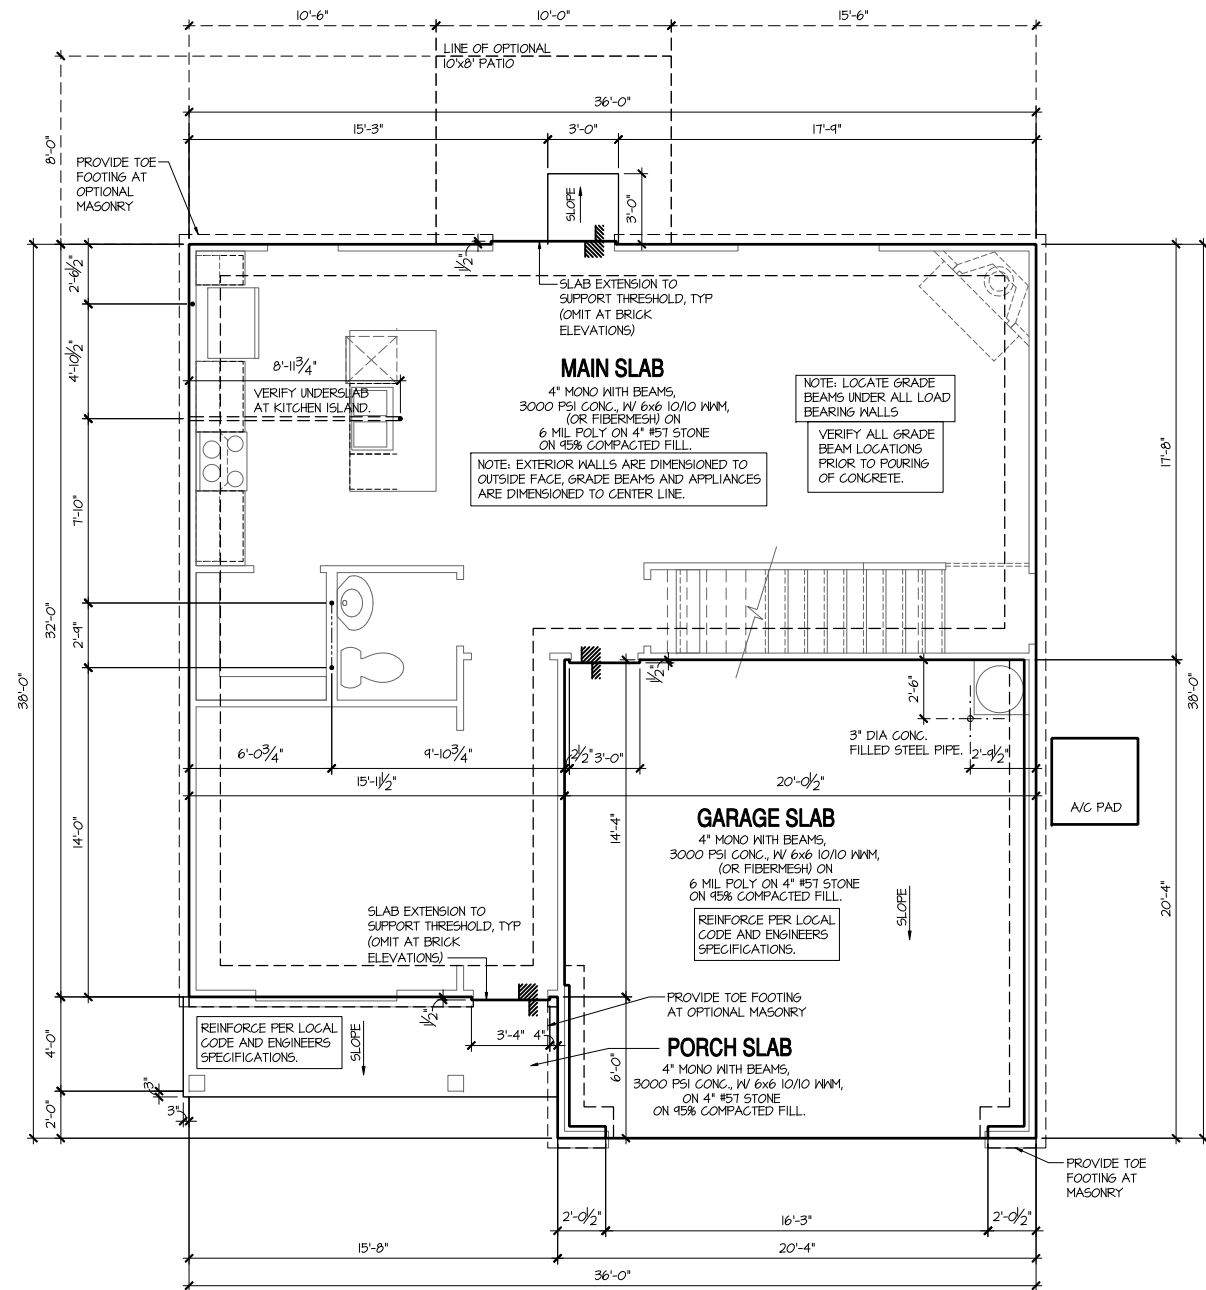 10'-6"
10'-0"
15'-6"
LINE OF OPTIONAL
10'x8' PATIO
36'-0"
15'-3"
3'-0"
17'-9"
8'-0"
PROVIDE TOE
FOOTING AT
OPTIONAL
MASONRY
SLOPE
3'-0"
1/2"
2'-6 1/2"
SLAB EXTENSION TO
SUPPORT THRESHOLD, TYP
(OMIT AT BRICK
ELEVATIONS)
4'-10 1/2"
8'-11 3/4"
VERIFY UNDERSLAB
AT KITCHEN ISLAND.
MAIN SLAB
4" MONO WITH BEAMS,
3000 PSI CONC., W/ 6x6 10/10 WWM,
(OR FIBERMESH) ON
6 MIL POLY ON 4" #57 STONE
ON 95% COMPACTED FILL.
NOTE: EXTERIOR WALLS ARE DIMENSIONED TO
OUTSIDE FACE, GRADE BEAMS AND APPLIANCES
ARE DIMENSIONED TO CENTER LINE.
NOTE: LOCATE GRADE
BEAMS UNDER ALL LOAD
BEARING WALLS
VERIFY ALL GRADE
BEAM LOCATIONS
PRIOR TO POURING
OF CONCRETE.
17'-8"
7'-10"
32'-0"
2'-9"
38'-0"
38'-0"
1/2"
2'-6"
3" DIA CONC.
FILLED STEEL PIPE.
2'-9 1/2"
6'-0 3/4"
9'-10 3/4"
2 1/2"
3'-0"
15'-11 1/2"
20'-0 1/2"
A/C PAD
14'-0"
14'-4"
GARAGE SLAB
4" MONO WITH BEAMS,
3000 PSI CONC., W/ 6x6 10/10 WWM,
(OR FIBERMESH) ON
6 MIL POLY ON 4" #57 STONE
ON 95% COMPACTED FILL.
REINFORCE PER LOCAL
CODE AND ENGINEERS
SPECIFICATIONS.
SLOPE
20'-4"
SLAB EXTENSION TO
SUPPORT THRESHOLD, TYP
(OMIT AT BRICK
ELEVATIONS)
PROVIDE TOE FOOTING
AT OPTIONAL MASONRY
1/2"
REINFORCE PER LOCAL
CODE AND ENGINEERS
SPECIFICATIONS.
SLOPE
3'-4"
4"
4'-0"
PORCH SLAB
4" MONO WITH BEAMS,
3000 PSI CONC., W/ 6x6 10/10 WWM,
ON 4" #57 STONE
ON 95% COMPACTED FILL.
6'-0"
3"
3"
2'-0"
PROVIDE TOE
FOOTING AT
MASONRY
2'-0 1/2"
16'-3"
2'-0 1/2"
15'-8"
20'-4"
36'-0"